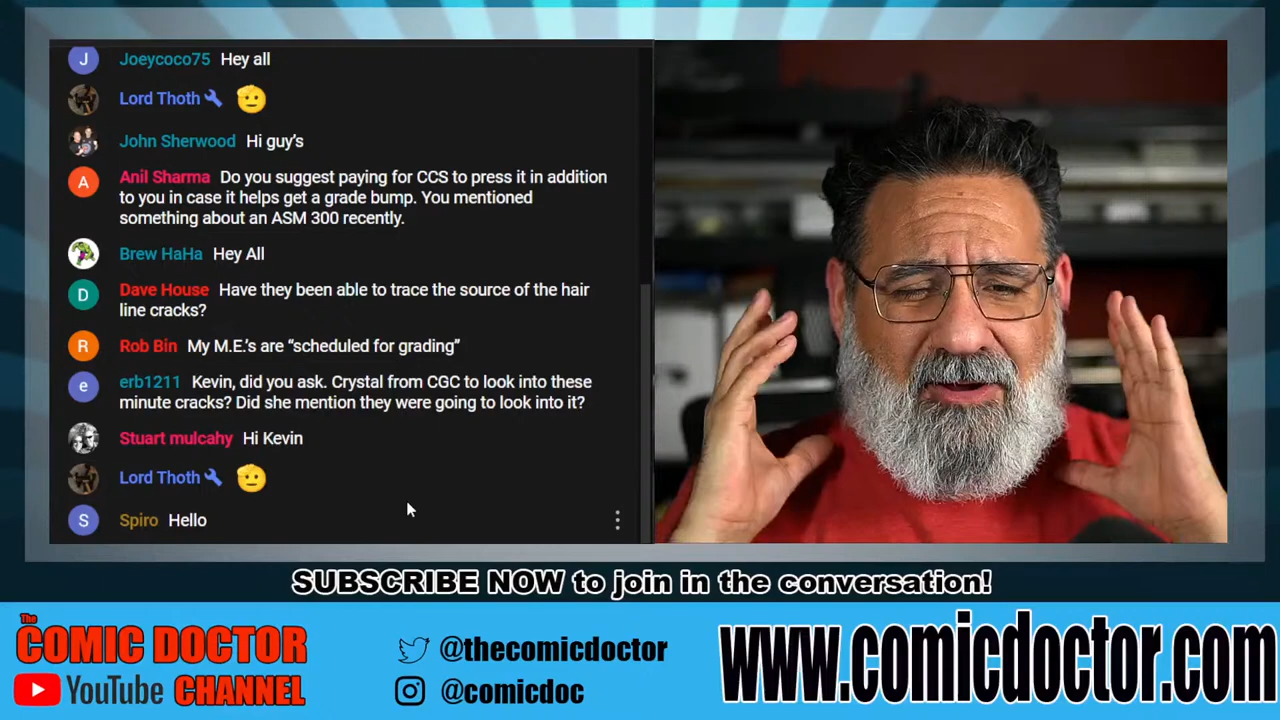 J Joeycoco75 Hey all
Lord Thoth
John Sherwood Hi guy's
A Anil Sharma Do you suggest paying for CCS to press it in addition
to you in case it helps get a grade bump. You mentioned
something about an ASM 300 recently.
Brew HaHa Hey All
D Dave House Have they been able to trace the source of the hair
line cracks?
R Rob Bin My M.E.'s are “scheduled for grading”
e erb1211 Kevin, did you ask. Crystal from CGC to look into these
minute cracks? Did she mention they were going to look into it?
Stuart mulcahy Hi Kevin
Lord Thoth
S Spiro Hello
SUBSCRIBE NOW to join in the conversation!
The
COMIC DOCTOR
YouTube CHANNEL
@thecomicdoctor
@comicdoc
www.comicdoctor.com